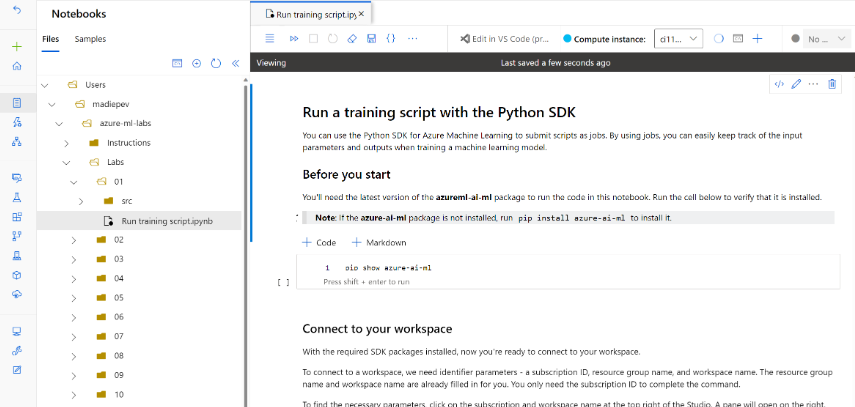 Notebooks
Files
Samples
Users
madiepev
azure-ml-labs
Instructions
Labs
01
src
Run training script.ipynb
02
03
04
05
06
07
08
09
10
Run training script.ipy
Edit in VS Code (pr...
Compute instance:
ci11...
No ...
Viewing
Last saved a few seconds ago
Run a training script with the Python SDK
You can use the Python SDK for Azure Machine Learning to submit scripts as jobs. By using jobs, you can easily keep track of the input
parameters and outputs when training a machine learning model.
Before you start
You'll need the latest version of the azureml-ai-ml package to run the code in this notebook. Run the cell below to verify that it is installed.
Note: If the azure-ai-ml package is not installed, run pip install azure-ai-ml to install it.
+ Code
+ Markdown
1 pip show azure-ai-ml
[ ]
Press shift + enter to run
Connect to your workspace
With the required SDK packages installed, now you're ready to connect to your workspace.
To connect to a workspace, we need identifier parameters - a subscription ID, resource group name, and workspace name. The resource group
name and workspace name are already filled in for you. You only need the subscription ID to complete the command.
To find the necessary parameters, click on the subscription and workspace name at the top right of the Studio. A pane will open on the right.